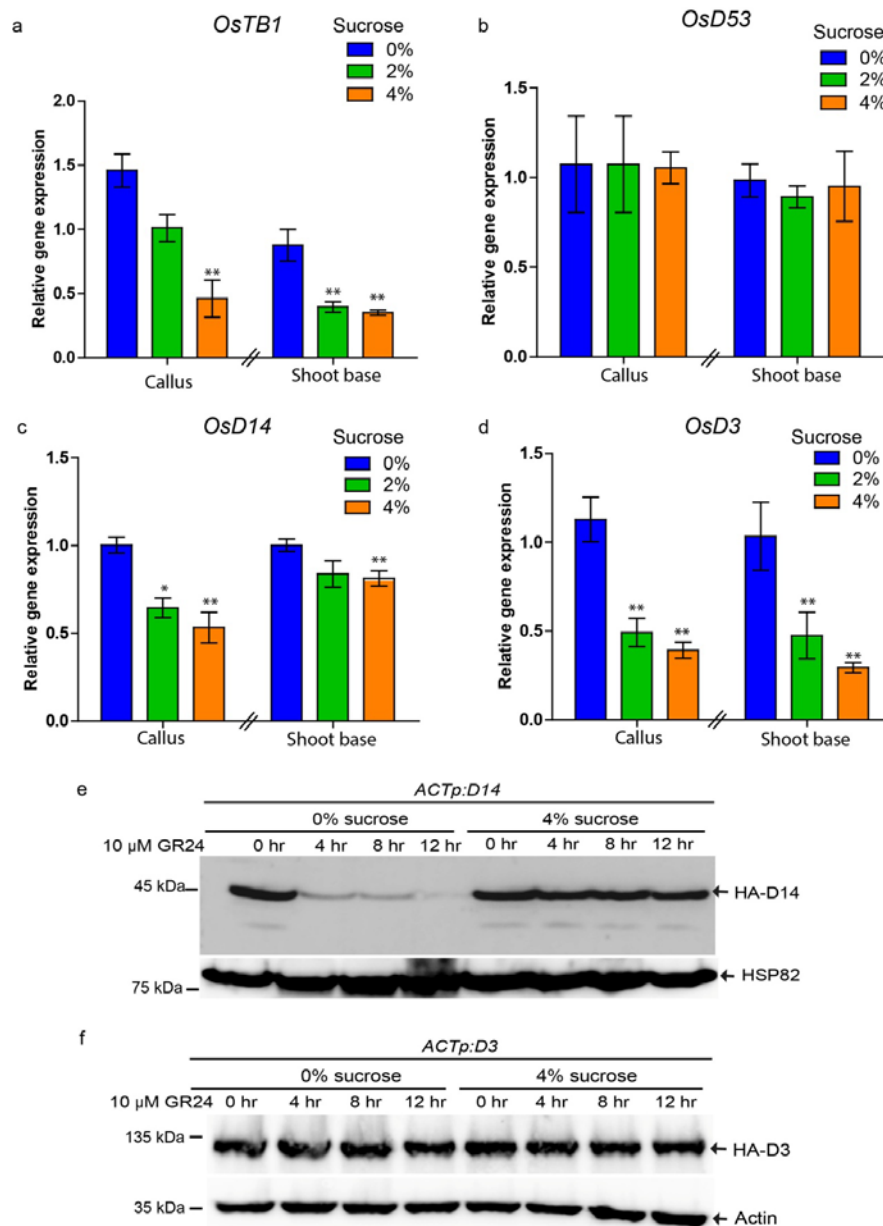 a
OsTB1
Sucrose
0%
2%
4%
Relative gene expression
2.0
1.5
1.0
0.5
0.0
**
** **
Callus
Shoot base
b
OsD53
Sucrose
0%
2%
4%
Relative gene expression
1.5
1.0
0.5
0.0
Callus
Shoot base
c
OsD14
Sucrose
0%
2%
4%
Relative gene expression
1.5
1.0
0.5
0.0
* **
**
Callus
Shoot base
d
OsD3
Sucrose
0%
2%
4%
Relative gene expression
1.5
1.0
0.5
0.0
** **
** **
Callus
Shoot base
e
ACTp:D14
0% sucrose 4% sucrose
10 µM GR24 0 hr 4 hr 8 hr 12 hr 0 hr 4 hr 8 hr 12 hr
45 kDa HA-D14
75 kDa HSP82
f
ACTp:D3
0% sucrose 4% sucrose
10 µM GR24 0 hr 4 hr 8 hr 12 hr 0 hr 4 hr 8 hr 12 hr
135 kDa HA-D3
35 kDa Actin